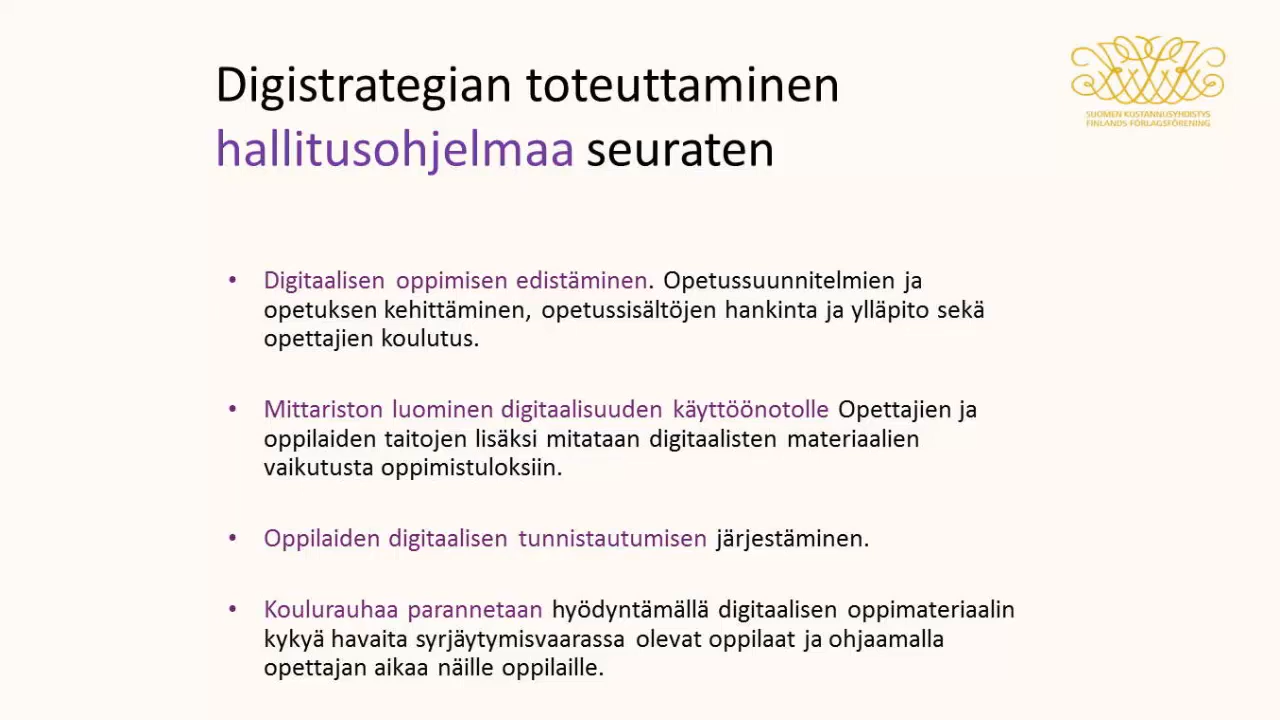 Digistrategian toteuttaminen
hallitusohjelmaa seuraten
SUOMEN KUSTANNUSYHDISTYS
FINLANDS FÖRLAGSFÖRENING
• Digitaalisen oppimisen edistäminen. Opetussuunnitelmien ja
opetuksen kehittäminen, opetussisältöjen hankinta ja ylläpito sekä
opettajien koulutus.
• Mittariston luominen digitaalisuuden käyttöönotolle Opettajien ja
oppilaiden taitojen lisäksi mitataan digitaalisten materiaalien
vaikutusta oppimistuloksiin.
• Oppilaiden digitaalisen tunnistautumisen järjestäminen.
• Koulurauhaa parannetaan hyödyntämällä digitaalisen oppimateriaalin
kykyä havaita syrjäytymisvaarassa olevat oppilaat ja ohjaamalla
opettajan aikaa näille oppilaille.